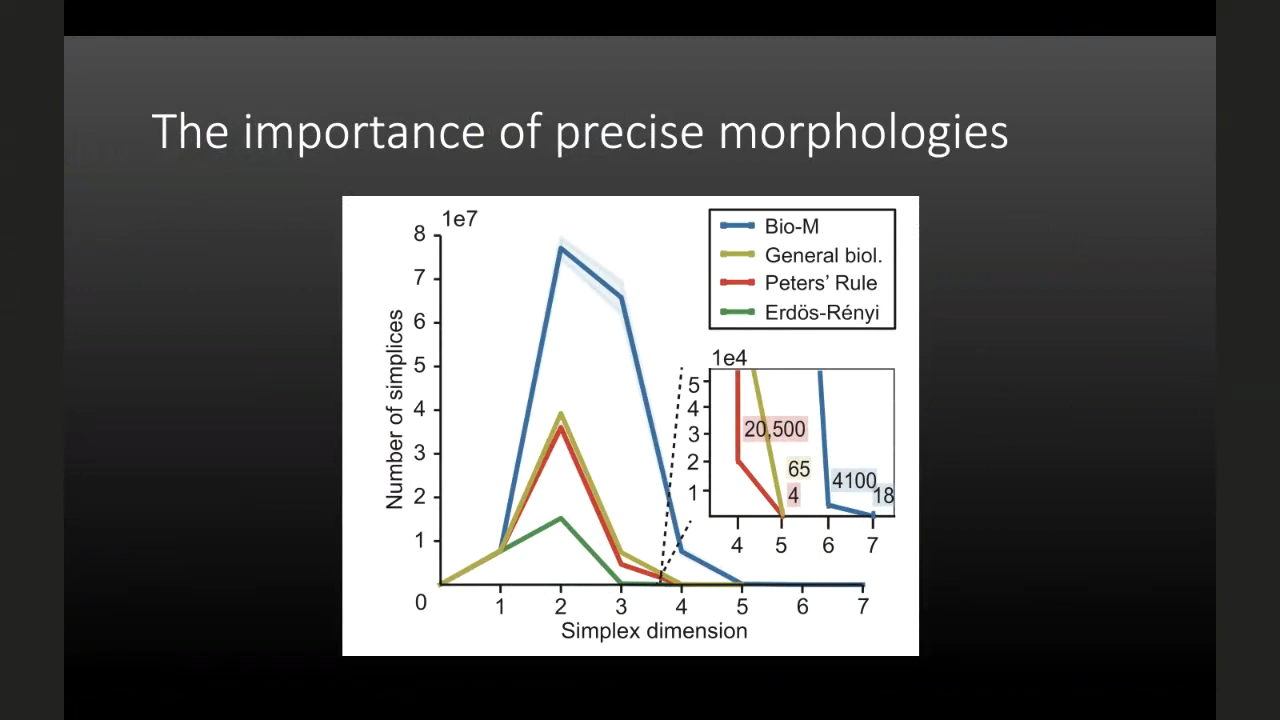 The importance of precise morphologies
1e7
8
7
6
5
4
3
2
1
0
Number of simplices
1 2 3 4 5 6 7
Simplex dimension
Bio-M
General biol.
Peters’ Rule
Erdös-Rényi
1e4
5
4
3
2
1
20,500
65
4
4100
18
4 5 6 7